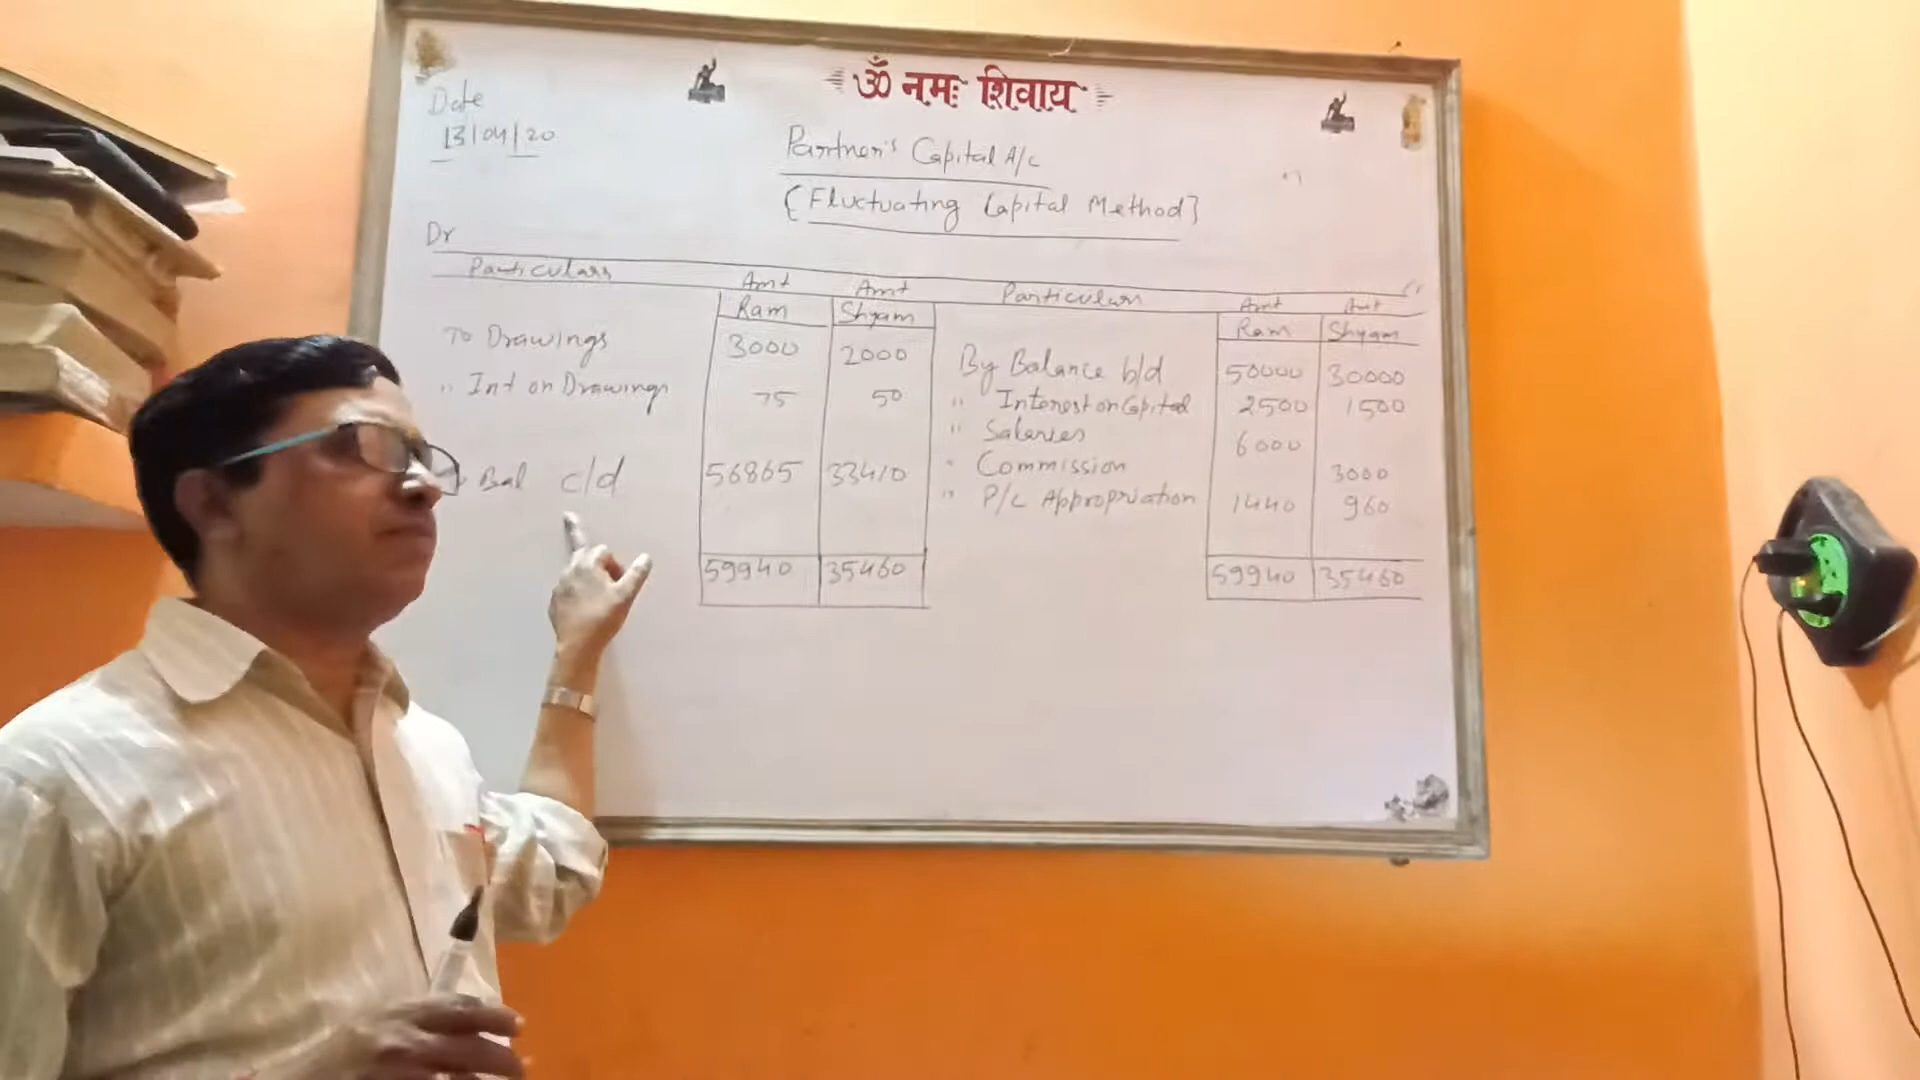 ॐ नमः शिवाय
Date
13/04/20
Partner's Capital A/c
{Fluctuating Capital Method}
Dr
Particulars Amt Amt Particulars Amt Amt
Ram Shyam Ram Shyam
To Drawings 3000 2000 By Balance b/d 50000 30000
" Int on Drawings 75 50 " Interest on Capital 2500 1500
" Salaries 6000
Bal c/d 56865 33410 " Commission 3000
" P/L Appropriation 1440 960
59940 35460 59940 35460